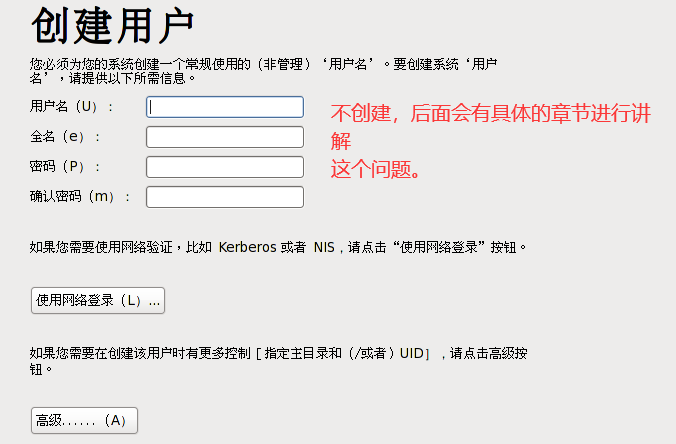 创建用户
您必须为您的系统创建一个常规使用的（非管理）‘用户名’。要创建系统‘用户
名’，请提供以下所需信息。
用户名（U）：
不创建，后面会有具体的章节进行讲
解
这个问题。
全名（e）：
密码（P）：
确认密码（m）：
如果您需要使用网络验证，比如 Kerberos 或者 NIS，请点击“使用网络登录”按钮。
使用网络登录（L）...
如果您需要在创建该用户时有更多控制［指定主目录和（/或者）UID］，请点击高级按
钮。
高级......（A）